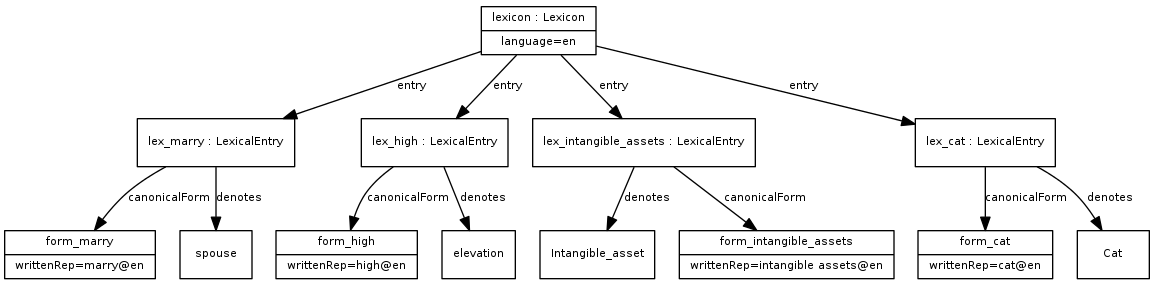 lexicon : Lexicon
language=en
entry
entry
entry
entry
lex_marry : LexicalEntry
lex_high : LexicalEntry
lex_intangible_assets : LexicalEntry
lex_cat : LexicalEntry
canonicalForm
denotes
canonicalForm
denotes
denotes
canonicalForm
canonicalForm
denotes
form_marry
writtenRep=marry@en
spouse
form_high
writtenRep=high@en
elevation
Intangible_asset
form_intangible_assets
writtenRep=intangible assets@en
form_cat
writtenRep=cat@en
Cat